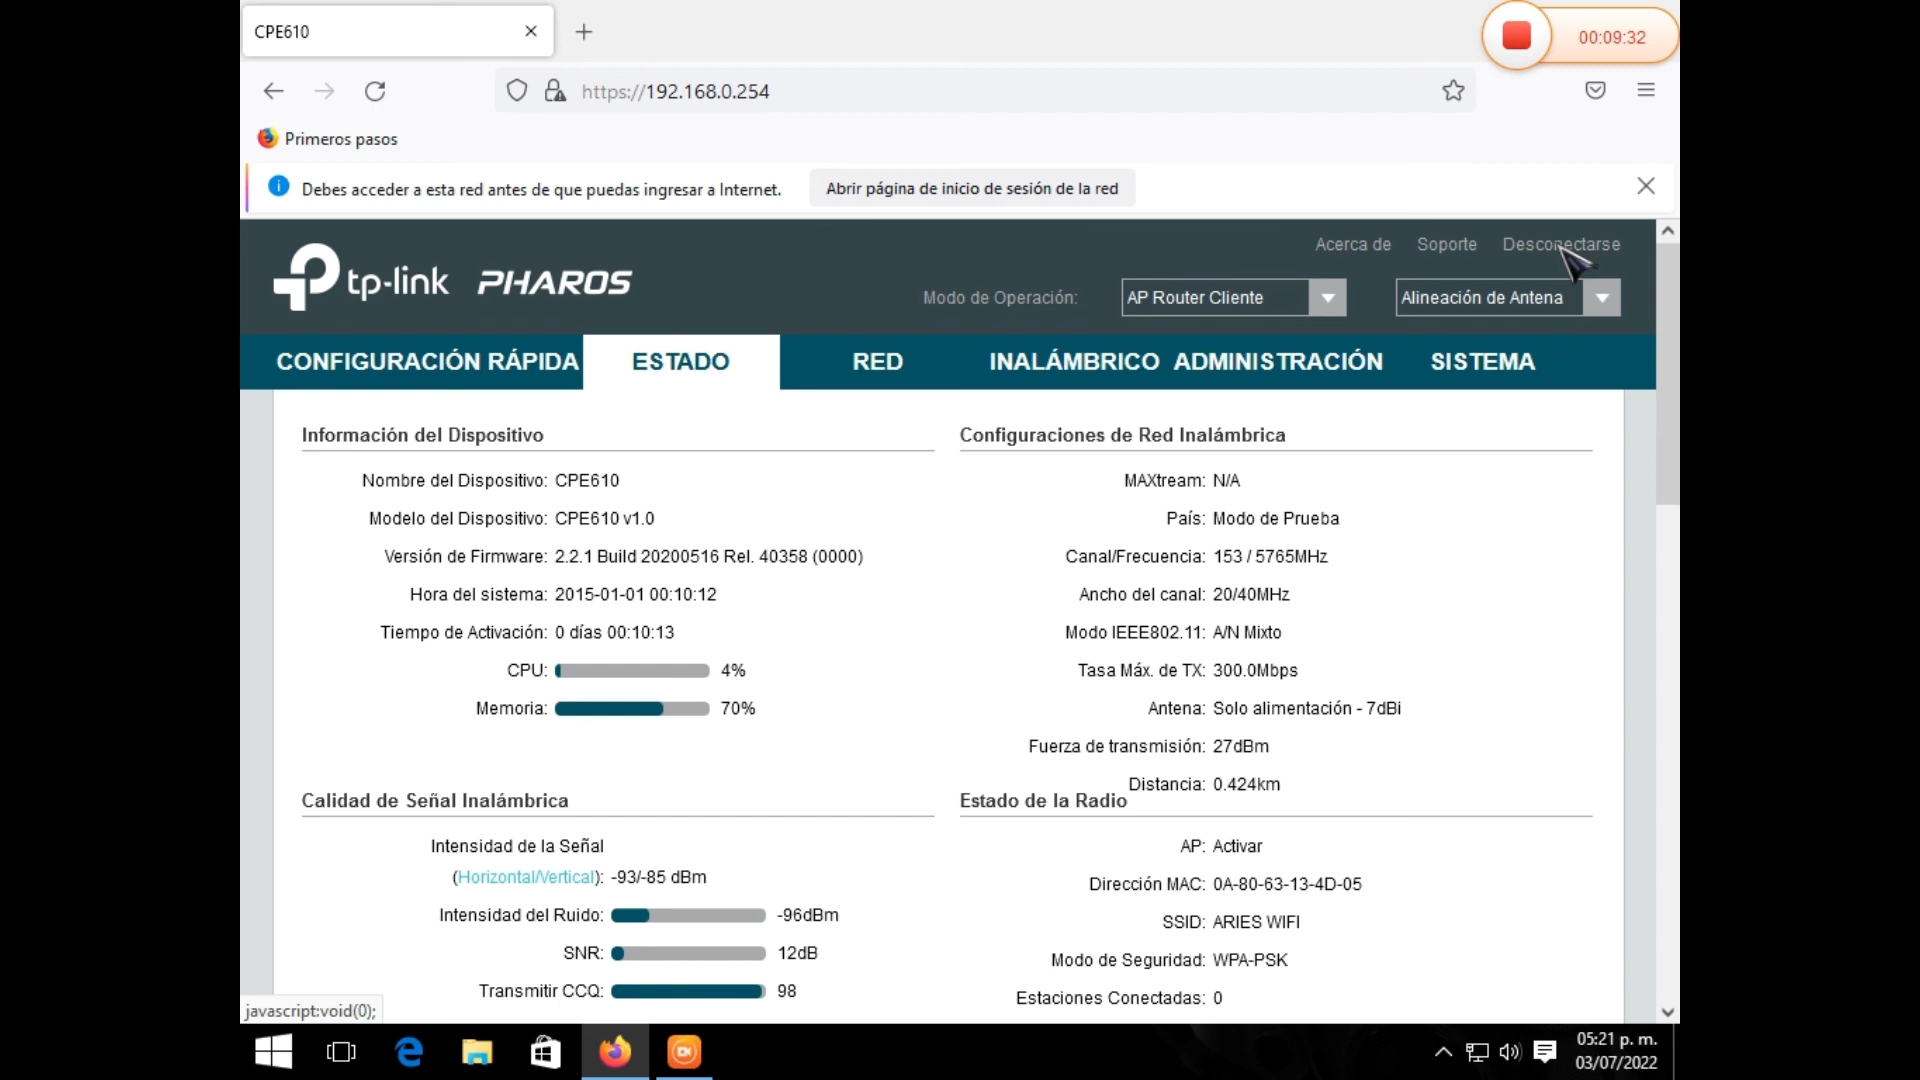 CPE610
00:09:32
https://192.168.0.254
Primeros pasos
Debes acceder a esta red antes de que puedas ingresar a Internet.
Abrir página de inicio de sesión de la red
Acerca de
Soporte
Desconectarse
tp-link PHAROS
Modo de Operación:
AP Router Cliente
Alineación de Antena
CONFIGURACIÓN RÁPIDA
ESTADO
RED
INALÁMBRICO
ADMINISTRACIÓN
SISTEMA
Información del Dispositivo
Nombre del Dispositivo: CPE610
Modelo del Dispositivo: CPE610 v1.0
Versión de Firmware: 2.2.1 Build 20200516 Rel. 40358 (0000)
Hora del sistema: 2015-01-01 00:10:12
Tiempo de Activación: 0 días 00:10:13
CPU: 4%
Memoria: 70%
Configuraciones de Red Inalámbrica
MAXtream: N/A
País: Modo de Prueba
Canal/Frecuencia: 153 / 5765MHz
Ancho del canal: 20/40MHz
Modo IEEE802.11: A/N Mixto
Tasa Máx. de TX: 300.0Mbps
Antena: Solo alimentación - 7dBi
Fuerza de transmisión: 27dBm
Distancia: 0.424km
Calidad de Señal Inalámbrica
Intensidad de la Señal
(Horizontal/Vertical): -93/-85 dBm
Intensidad del Ruido: -96dBm
SNR: 12dB
Transmitir CCQ: 98
Estado de la Radio
AP: Activar
Dirección MAC: 0A-80-63-13-4D-05
SSID: ARIES WIFI
Modo de Seguridad: WPA-PSK
Estaciones Conectadas: 0
javascript:void(0);
05:21 p. m.
03/07/2022